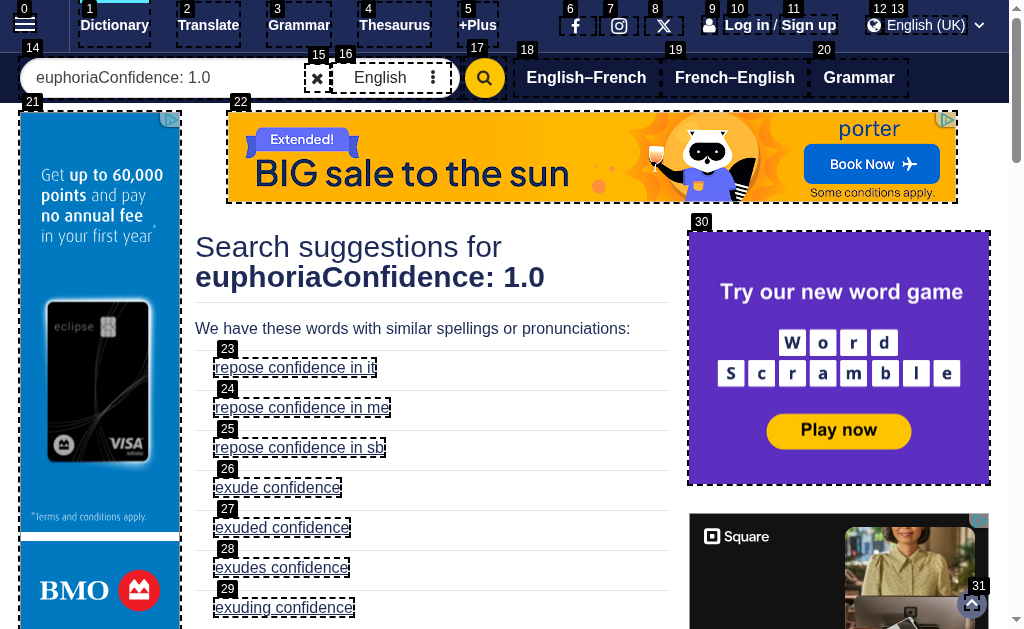 0
1
2
3
4
5
6
7
8
9
10
11
12
13
Dictionary
Translate
Grammar
Thesaurus
+Plus
Log in / Sign up
English (UK)
14
15
16
17
18
19
20
euphoriaConfidence: 1.0
English
English–French
French–English
Grammar
21
22
Get up to 60,000
points and pay
no annual fee
in your first year*
eclipse
VISA
Infinite
*Terms and conditions apply.
BMO
Extended!
BIG sale to the sun
porter
Book Now
Some conditions apply.
Search suggestions for
euphoriaConfidence: 1.0
We have these words with similar spellings or pronunciations:
23
repose confidence in it
24
repose confidence in me
25
repose confidence in sb
26
exude confidence
27
exuded confidence
28
exudes confidence
29
exuding confidence
30
Try our new word game
Word
Scramble
Play now
Square
31